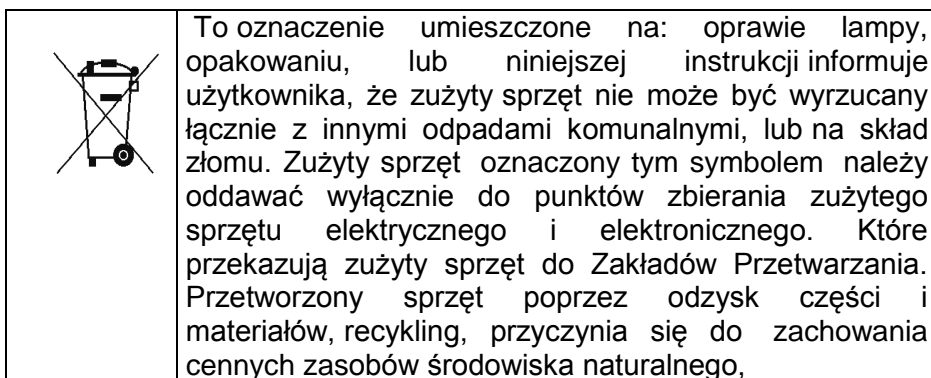 To oznaczenie umieszczone na: oprawie lampy,
opakowaniu, lub niniejszej instrukcji informuje
użytkownika, że zużyty sprzęt nie może być wyrzucany
łącznie z innymi odpadami komunalnymi, lub na skład
złomu. Zużyty sprzęt oznaczony tym symbolem należy
oddawać wyłącznie do punktów zbierania zużytego
sprzętu elektrycznego i elektronicznego. Które
przekazują zużyty sprzęt do Zakładów Przetwarzania.
Przetworzony sprzęt poprzez odzysk części i
materiałów, recykling, przyczynia się do zachowania
cennych zasobów środowiska naturalnego,